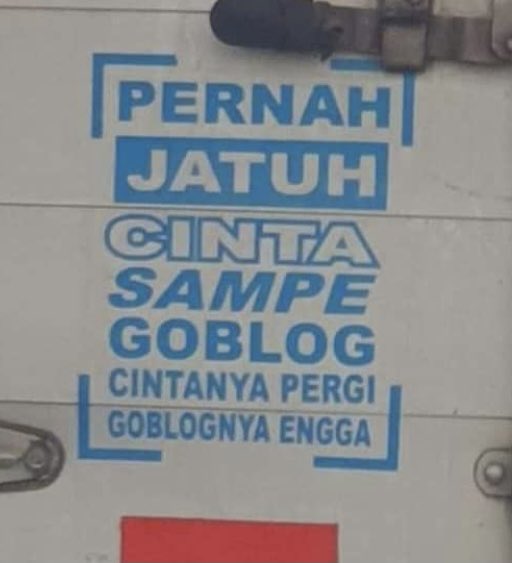 PERNAH
JATUH
CINTA
SAMPE
GOBLOG
CINTANYA PERGI
GOBLOGNYA ENGGA